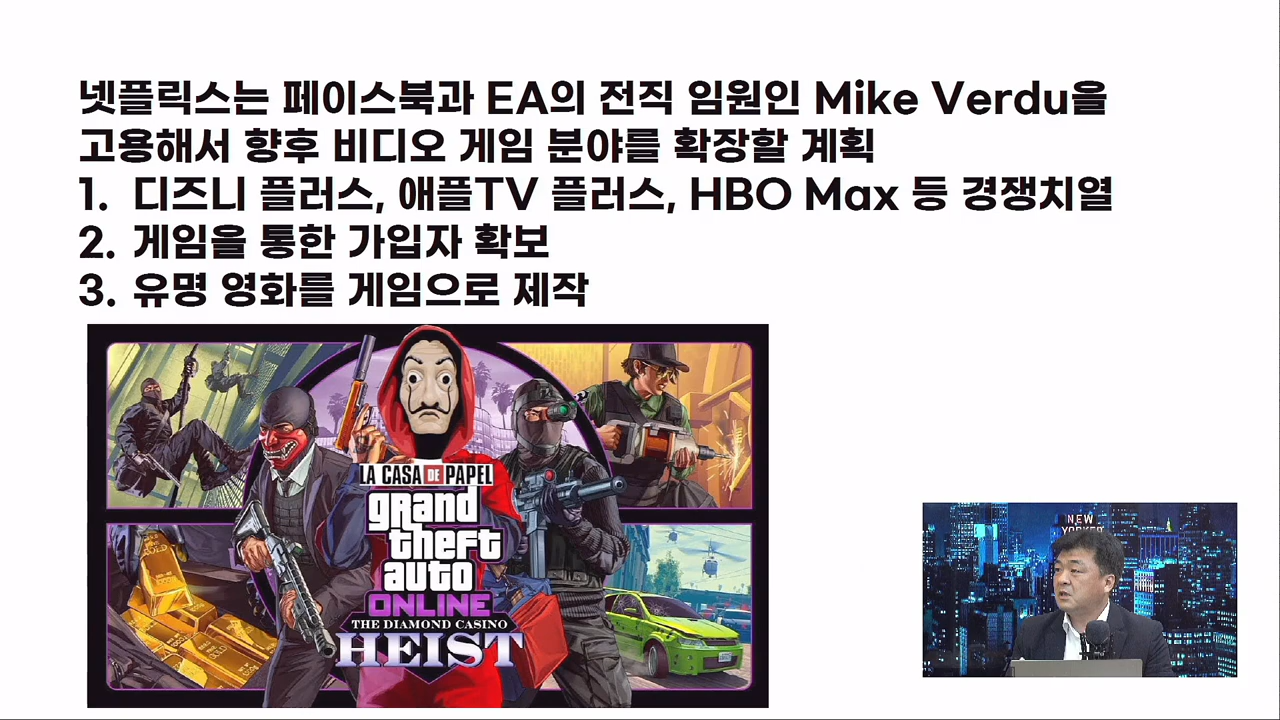 넷플릭스는 페이스북과 EA의 전직 임원인 Mike Verdu을
고용해서 향후 비디오 게임 분야를 확장할 계획
1. 디즈니 플러스, 애플TV 플러스, HBO Max 등 경쟁치열
2. 게임을 통한 가입자 확보
3. 유명 영화를 게임으로 제작
LA CASA DE PAPEL
grand
theft
auto
ONLINE
THE DIAMOND CASINO
HEIST
NEW
YORKER